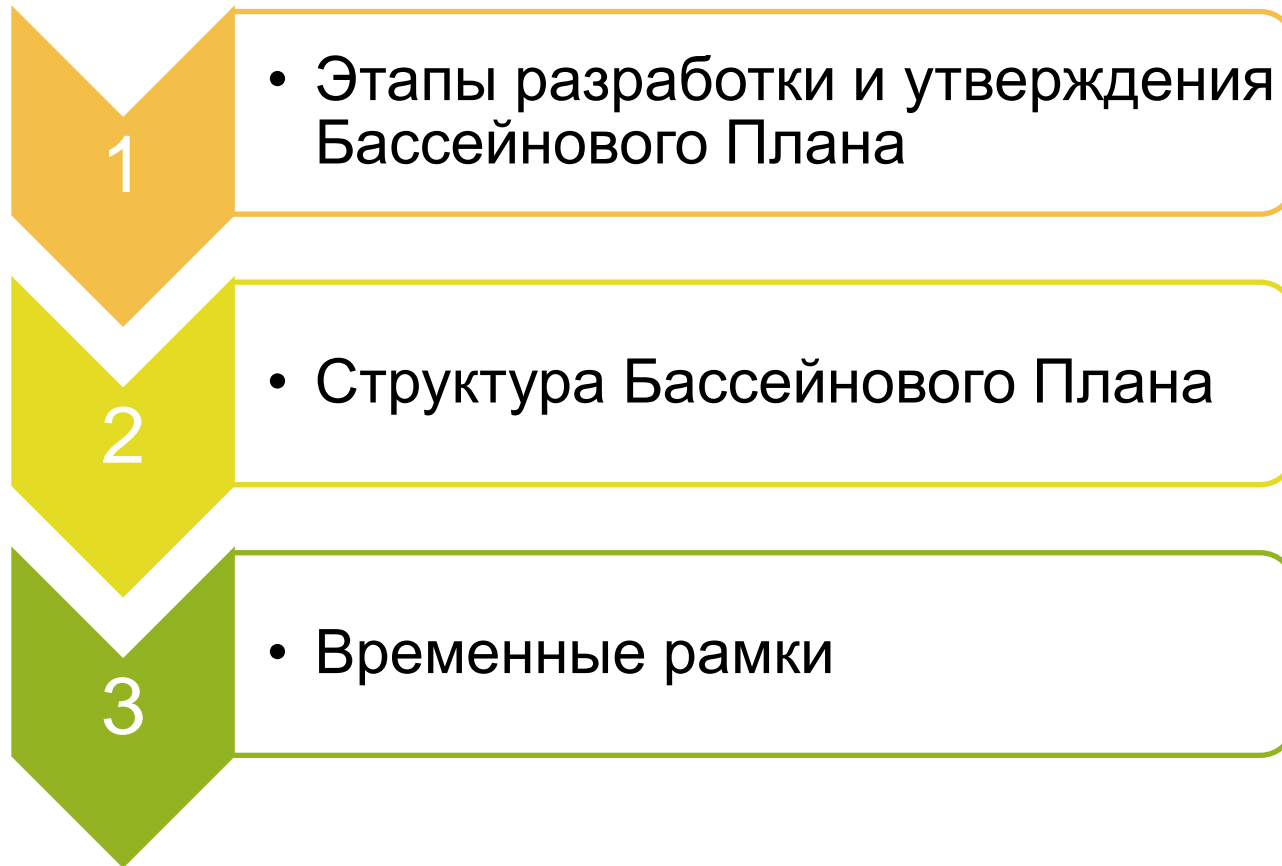 1
• Этапы разработки и утверждения
Бассейнового Плана
2
• Структура Бассейнового Плана
3
• Временные рамки